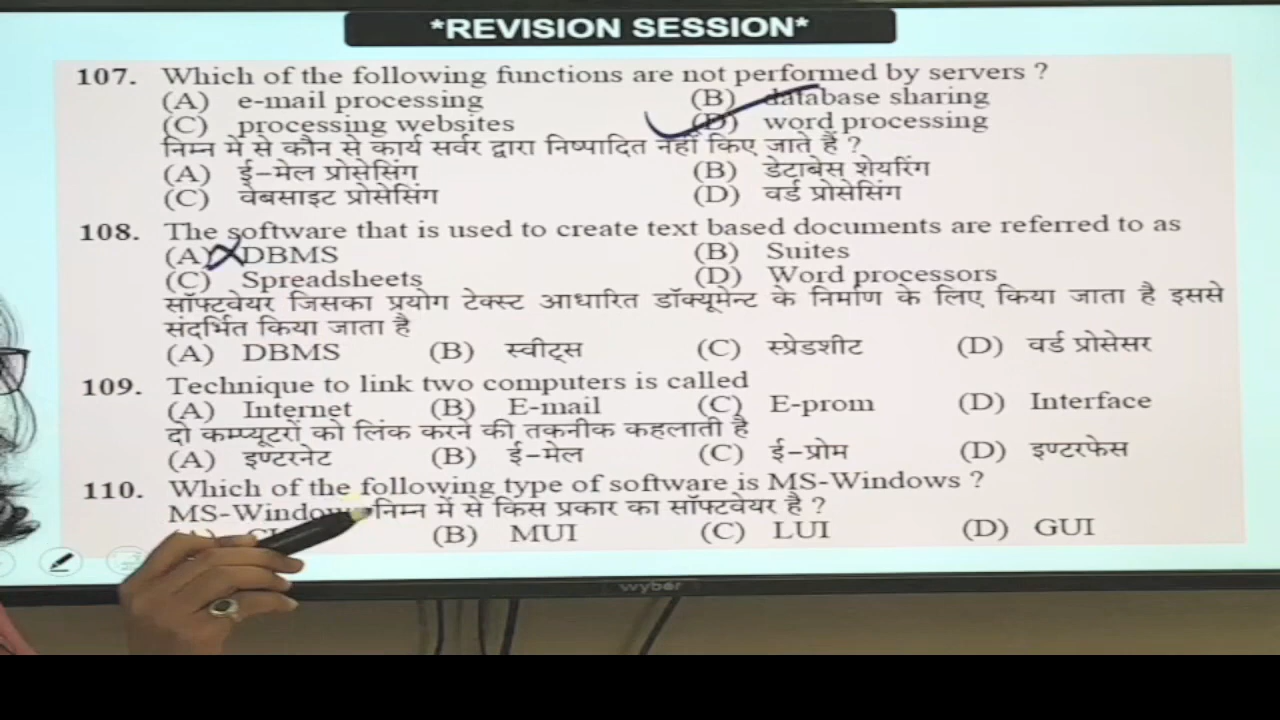 *REVISION SESSION*
107. Which of the following functions are not performed by servers ?
(A) e-mail processing (B) database sharing
(C) processing websites (D) word processing
निम्न में से कौन से कार्य सर्वर द्वारा निष्पादित नहीं किए जाते हैं ?
(A) ई-मेल प्रोसेसिंग (B) डेटाबेस शेयरिंग
(C) वेबसाइट प्रोसेसिंग (D) वर्ड प्रोसेसिंग
108. The software that is used to create text based documents are referred to as
(A) DBMS (B) Suites
(C) Spreadsheets (D) Word processors
सॉफ्टवेयर जिसका प्रयोग टेक्स्ट आधारित डॉक्यूमेन्ट के निर्माण के लिए किया जाता है इससे
संदर्भित किया जाता है
(A) DBMS (B) स्वीट्स (C) स्प्रेडशीट (D) वर्ड प्रोसेसर
109. Technique to link two computers is called
(A) Internet (B) E-mail (C) E-prom (D) Interface
दो कम्प्यूटरों को लिंक करने की तकनीक कहलाती है
(A) इण्टरनेट (B) ई-मेल (C) ई-प्रोम (D) इण्टरफेस
110. Which of the following type of software is MS-Windows ?
निम्न में से किस प्रकार का सॉफ्टवेयर है ?
(B) MUI (C) LUI (D) GUI
wyber